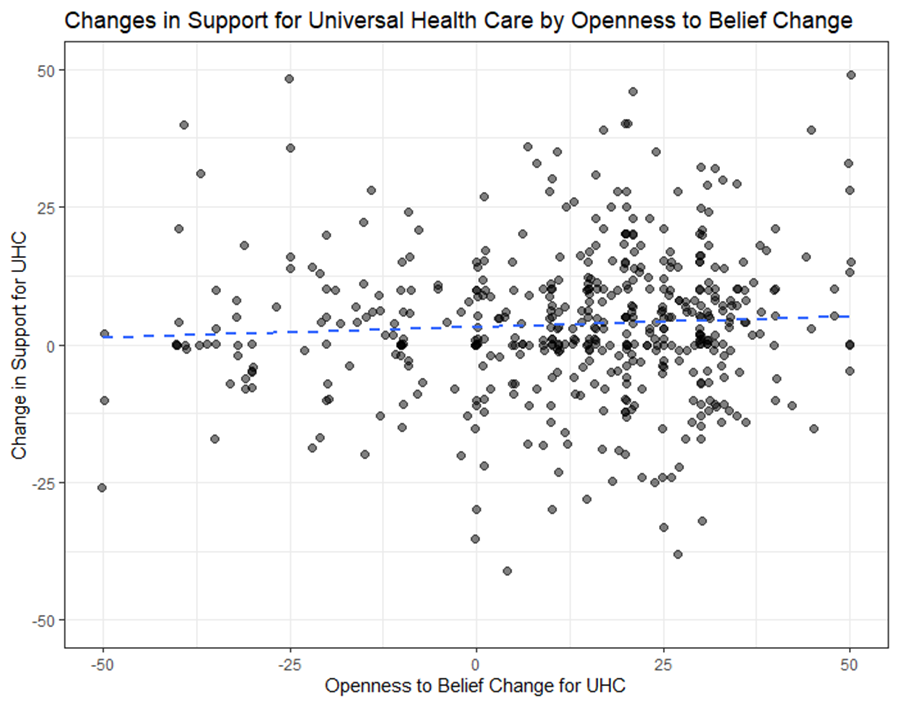 Changes in Support for Universal Health Care by Openness to Belief Change
50
25
0
-25
-50
Change in Support for UHC
-50 -25 0 25 50
Openness to Belief Change for UHC